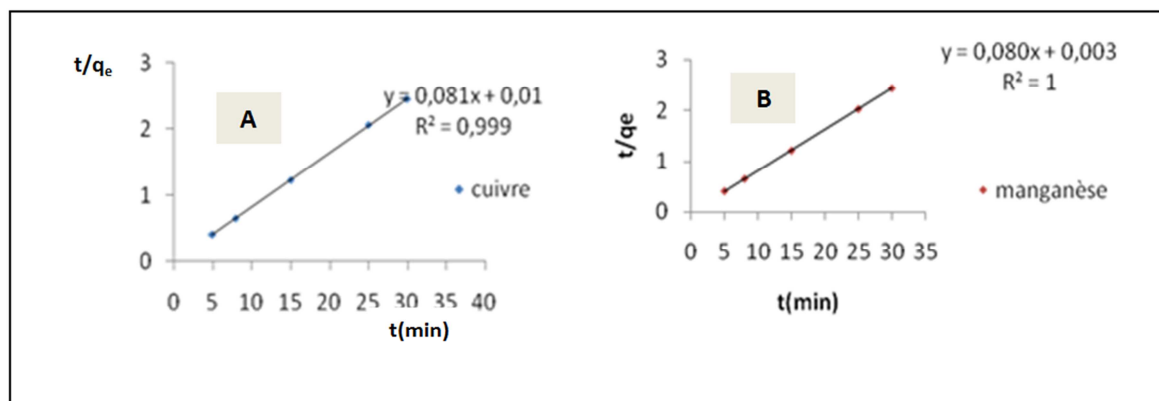 t/qₑ
3
2
1
0
A
y = 0,081x + 0,01
R² = 0,999
cuivre
0 5 10 15 20 25 30 35 40
t(min)
t/qe
3
2
1
0
B
y = 0,080x + 0,003
R² = 1
manganèse
0 5 10 15 20 25 30 35
t(min)